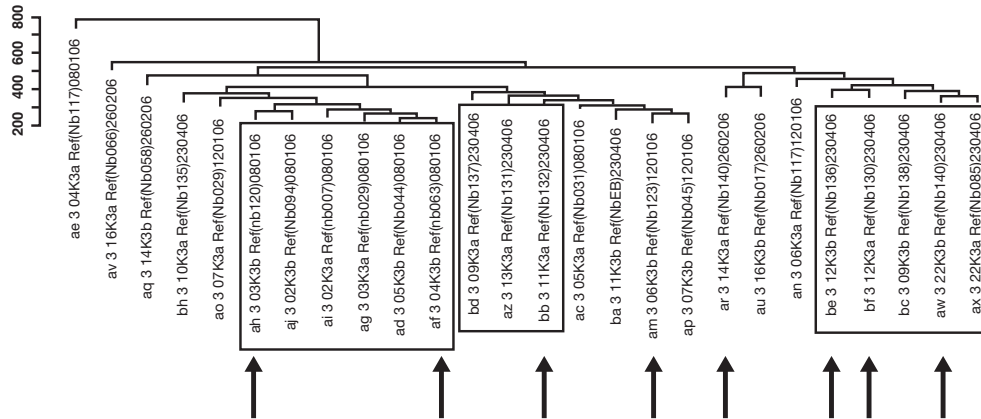 800
600
400
200
ae 3 04K3a Ref(Nb117)080106
av 3 16K3a Ref(Nb066)260206
aq 3 14K3b Ref(Nb058)260206
bh 3 10K3a Ref(Nb135)230406
ao 3 07K3a Ref(Nb029)120106
ah 3 03K3b Ref(nb120)080106
aj 3 02K3b Ref(Nb094)080106
ai 3 02K3a Ref(nb007)080106
ag 3 03K3a Ref(nb029)080106
ad 3 05K3b Ref(Nb044)080106
af 3 04K3b Ref(nb063)080106
bd 3 09K3a Ref(Nb137)230406
az 3 13K3a Ref(Nb131)230406
bb 3 11K3a Ref(Nb132)230406
ac 3 05K3a Ref(Nb031)080106
ba 3 11K3b Ref(NbEB)230406
am 3 06K3b Ref(Nb123)120106
ap 3 07K3b Ref(Nb045)120106
ar 3 14K3a Ref(Nb140)260206
au 3 16K3b Ref(Nb017)260206
an 3 06K3a Ref(Nb117)120106
be 3 12K3b Ref(Nb136)230406
bf 3 12K3a Ref(Nb130)230406
bc 3 09K3b Ref(Nb138)230406
aw 3 22K3b Ref(Nb140)230406
ax 3 22K3a Ref(Nb085)230406